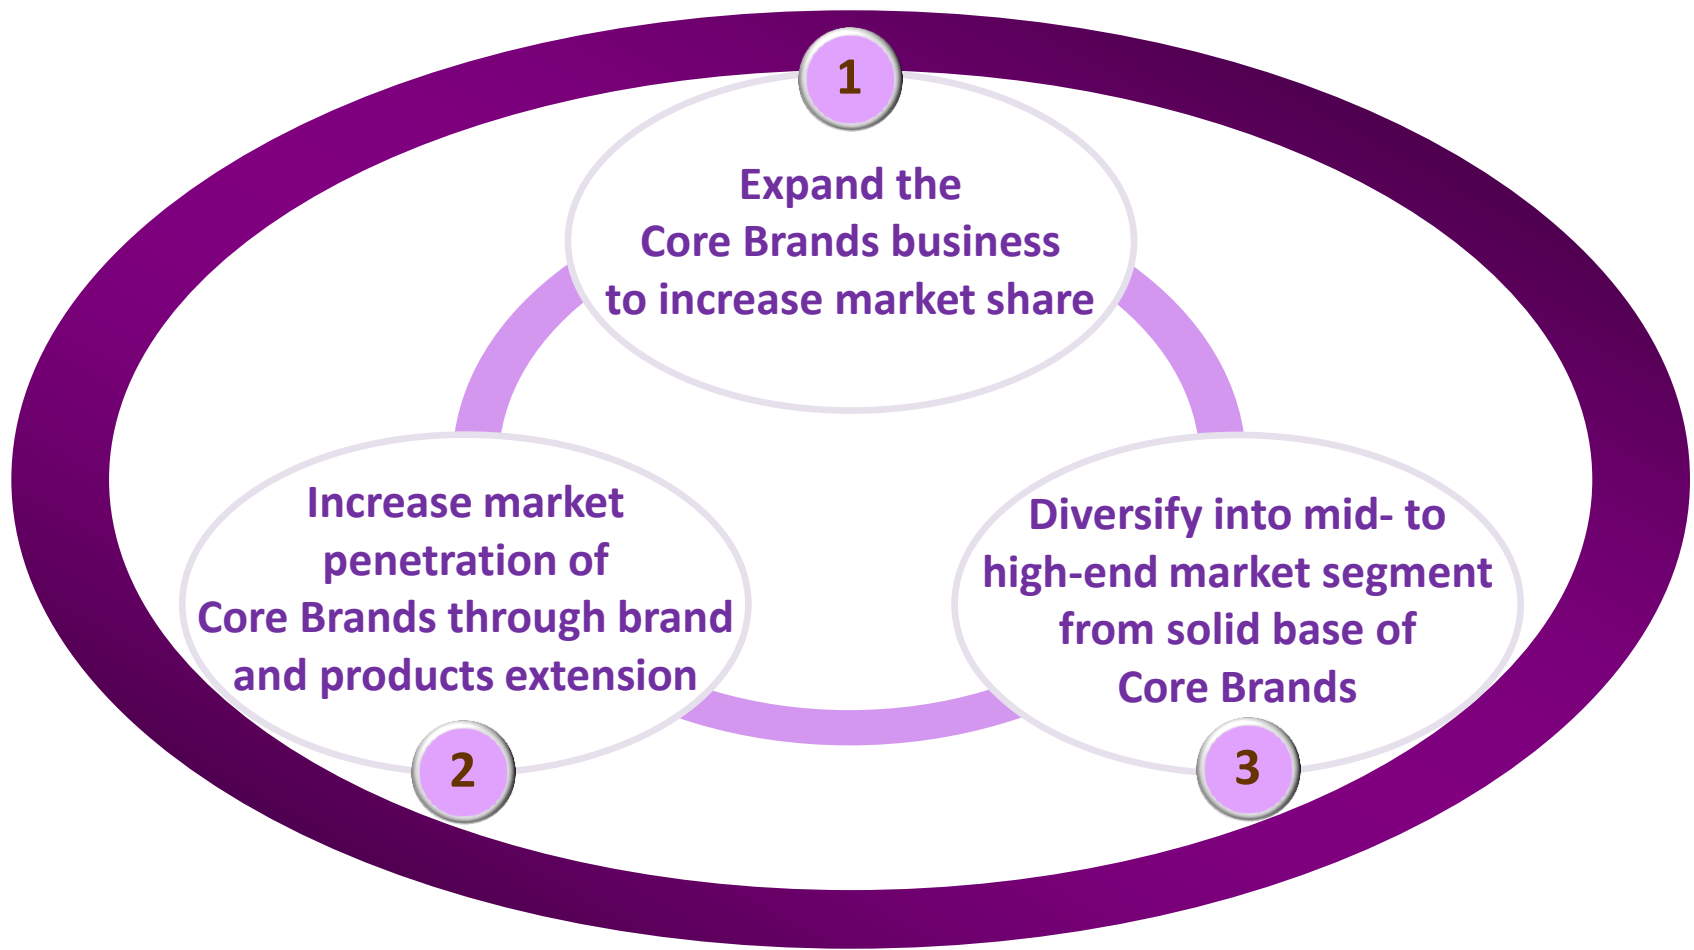 1
Expand the
Core Brands business
to increase market share
Increase market
penetration of
Core Brands through brand
and products extension
2
Diversify into mid- to
high-end market segment
from solid base of
Core Brands
3